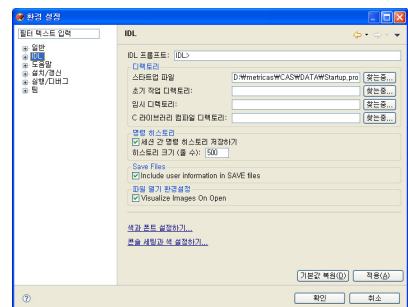 환경 설정
필터 텍스트 입력
일반
IDL
도움말
설치/갱신
실행/디버그
팀
IDL
IDL 프롬프트: IDL>
디렉토리
스타트업 파일 D:₩metricas₩CAS₩DATA₩Startup,pro 찾는중...
초기 작업 디렉토리: 찾는중...
임시 디렉토리: 찾는중...
C 라이브러리 컴파일 디렉토리: 찾는중...
명령 히스토리
세션 간 명령 히스토리 저장하기
히스토리 크기 (줄 수): 500
Save Files
Include user information in SAVE files
파일 열기 환경설정
Visualize Images On Open
색과 폰트 설정하기...
콘솔 세팅과 색 설정하기...
기본값 복원(D) 적용(A)
확인 취소